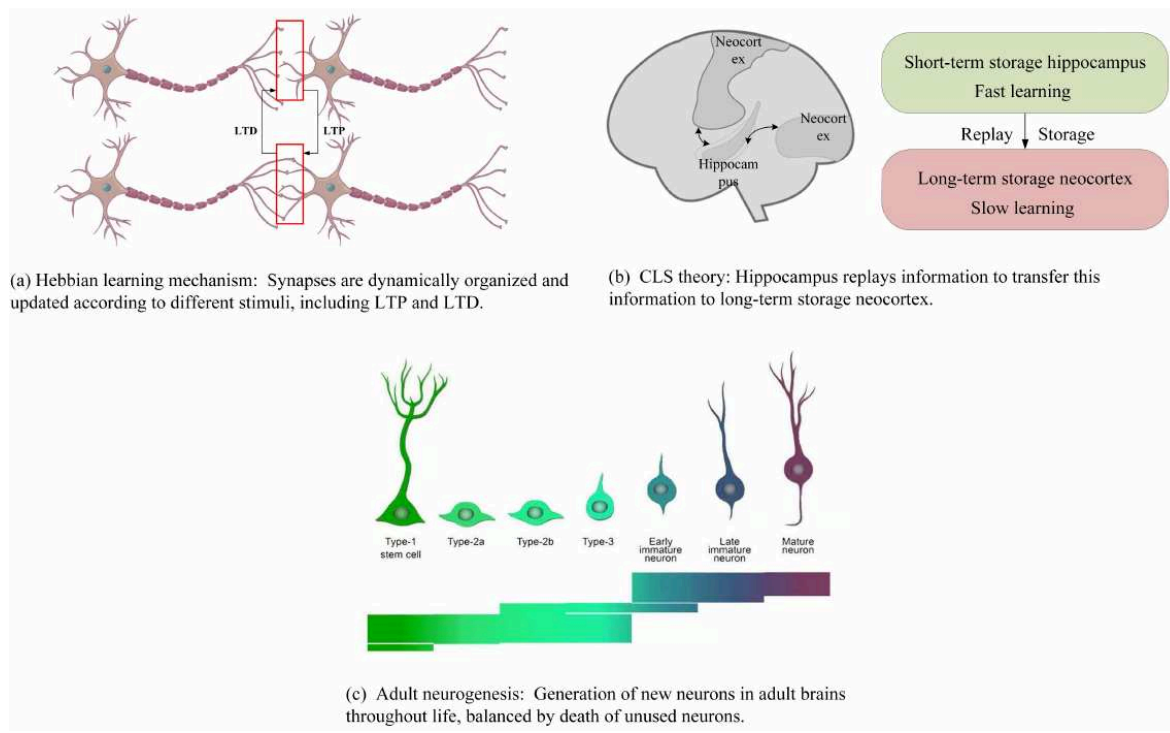 LTD
LTP
(a) Hebbian learning mechanism: Synapses are dynamically organized and
updated according to different stimuli, including LTP and LTD.
Neocort
ex
Neocort
ex
Hippocam
pus
Short-term storage hippocampus
Fast learning
Replay Storage
Long-term storage neocortex
Slow learning
(b) CLS theory: Hippocampus replays information to transfer this
information to long-term storage neocortex.
Type-1
stem cell
Type-2a
Type-2b
Type-3
Early
immature
neuron
Late
immature
neuron
Mature
neuron
(c) Adult neurogenesis: Generation of new neurons in adult brains
throughout life, balanced by death of unused neurons.